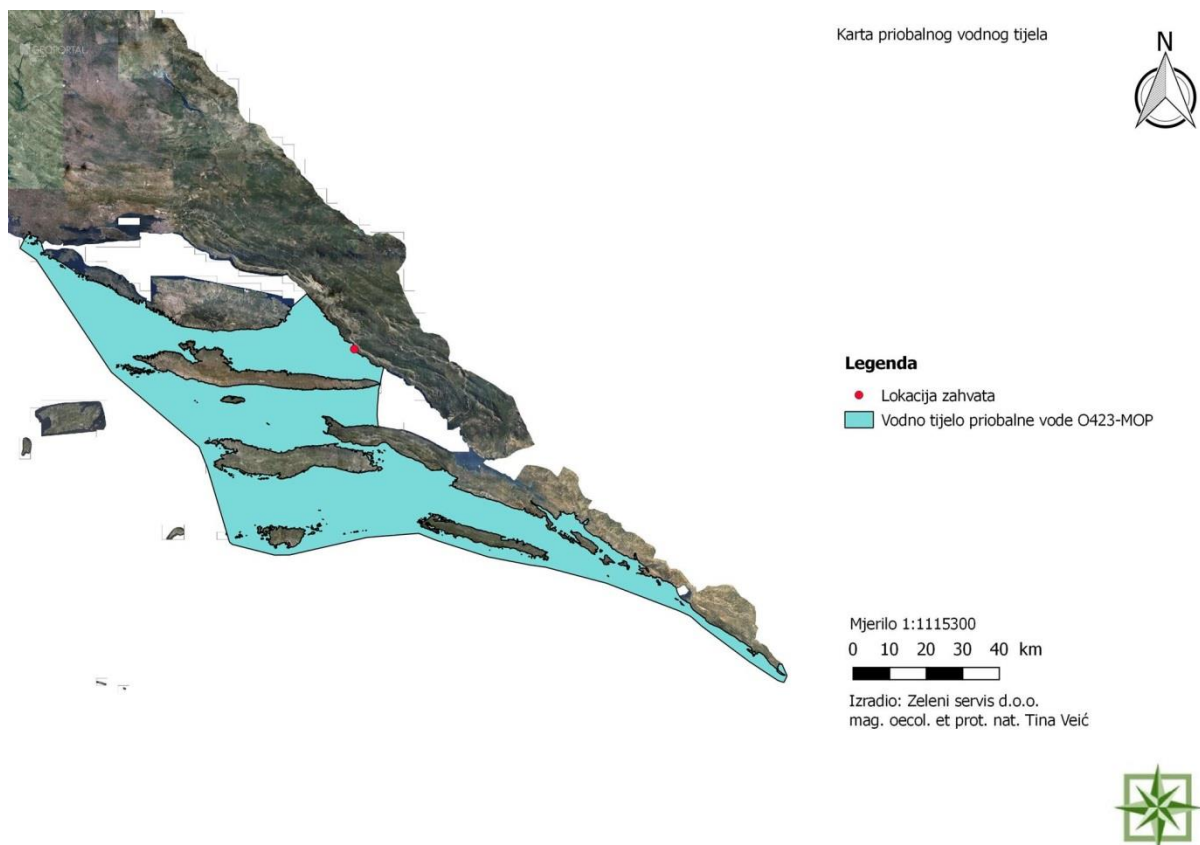 GEOPORTAL
Karta priobalnog vodnog tijela
N
Legenda
Lokacija zahvata
Vodno tijelo priobalne vode O423-MOP
Mjerilo 1:1115300
0 10 20 30 40 km
Izradio: Zeleni servis d.o.o.
mag. oecol. et prot. nat. Tina Veić